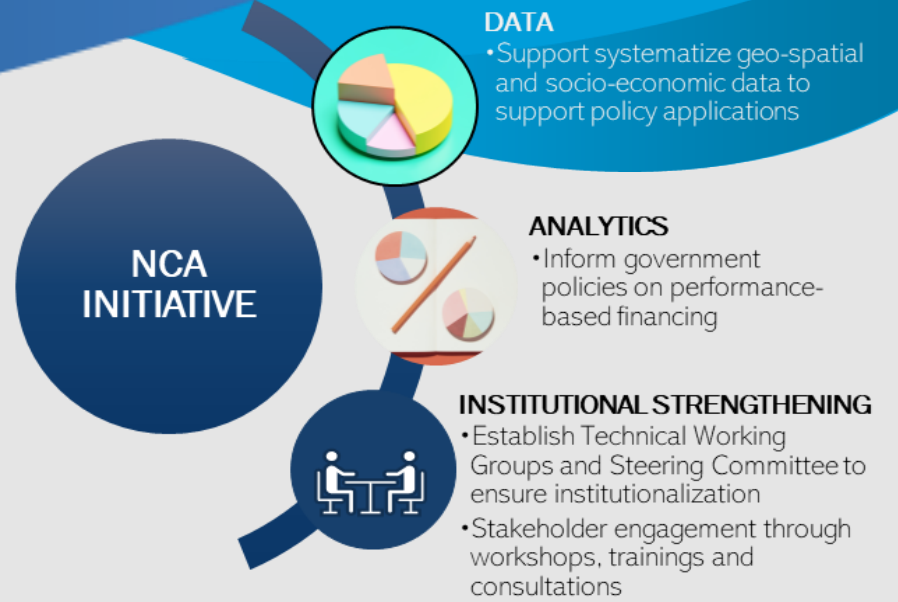 DATA
•Support systematize geo-spatial
and socio-economic data to
support policy applications
NCA
INITIATIVE
ANALYTICS
•Inform government
policies on performance-
based financing
INSTITUTIONAL STRENGTHENING
•Establish Technical Working
Groups and Steering Committee to
ensure institutionalization
•Stakeholder engagement through
workshops, trainings and
consultations